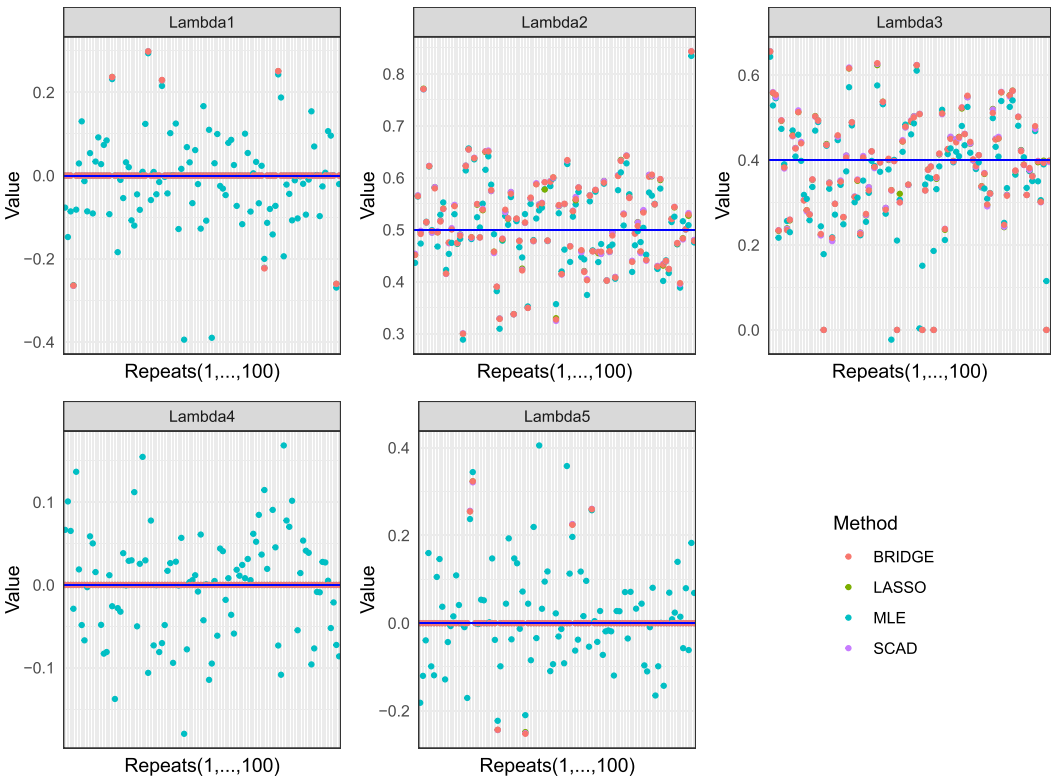 Lambda1
Lambda2
Lambda3
Value
0.2
0.0
−0.2
−0.4
Repeats(1,...,100)
Value
0.8
0.7
0.6
0.5
0.4
0.3
Repeats(1,...,100)
Value
0.6
0.4
0.2
0.0
Repeats(1,...,100)
Lambda4
Lambda5
Value
0.1
0.0
−0.1
Repeats(1,...,100)
Value
0.4
0.2
0.0
−0.2
Repeats(1,...,100)
Method
BRIDGE
LASSO
MLE
SCAD